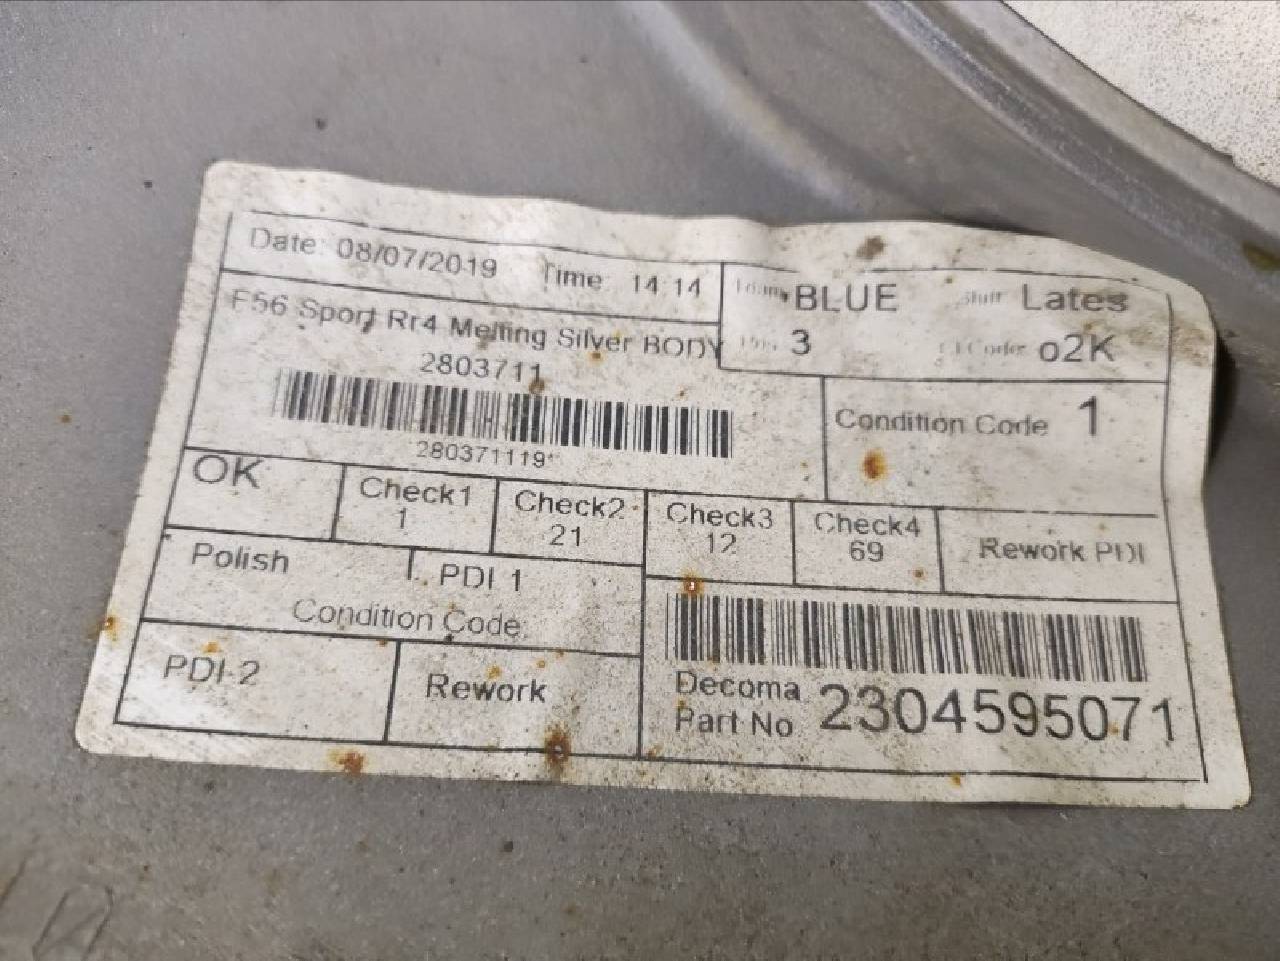 Date: 08/07/2019 Time: 14:14
BLUE Lates
3 o2K
F56 Sport Rr4 Melting Silver BODY
2803711
280371119*
Condition Code 1
OK
Check1
1
Check2
21
Check3
12
Check4
69
Rework PDI
Polish
PDI 1
Condition Code
PDI 2
Rework
Decoma
Part No 2304595071